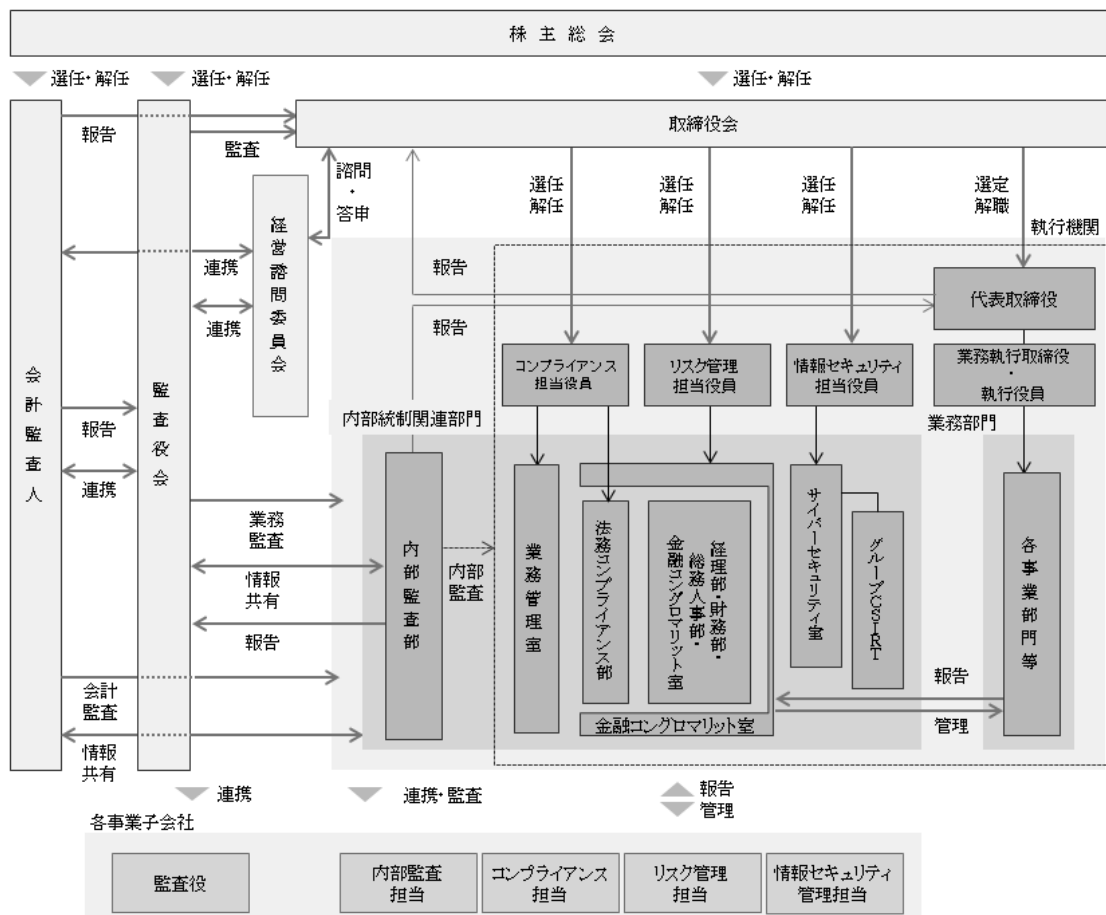 株主総会
選任・解任
選任・解任
選任・解任
取締役会
報告
監査
諮問
・
答申
選任
解任
選任
解任
選任
解任
選定
解職
執行機関
経営諮問委員会
連携
連携
報告
報告
代表取締役
コンプライアンス
担当役員
リスク管理
担当役員
情報セキュリティ
担当役員
業務執行取締役
・
執行役員
会計監査人
監査役会
報告
連携
内部統制関連部門
業務部門
業務
監査
情報
共有
報告
会計
監査
情報
共有
内部監査部
内部
監査
業務管理室
法務コンプライアンス部
経理部・財務部・
総務人事部・
金融コングロマリット室
金融コングロマリット室
サイバーセキュリティ室
グループCSIRT
各事業部門等
報告
管理
連携
連携・監査
報告
管理
各事業子会社
監査役
内部監査
担当
コンプライアンス
担当
リスク管理
担当
情報セキュリティ
管理担当